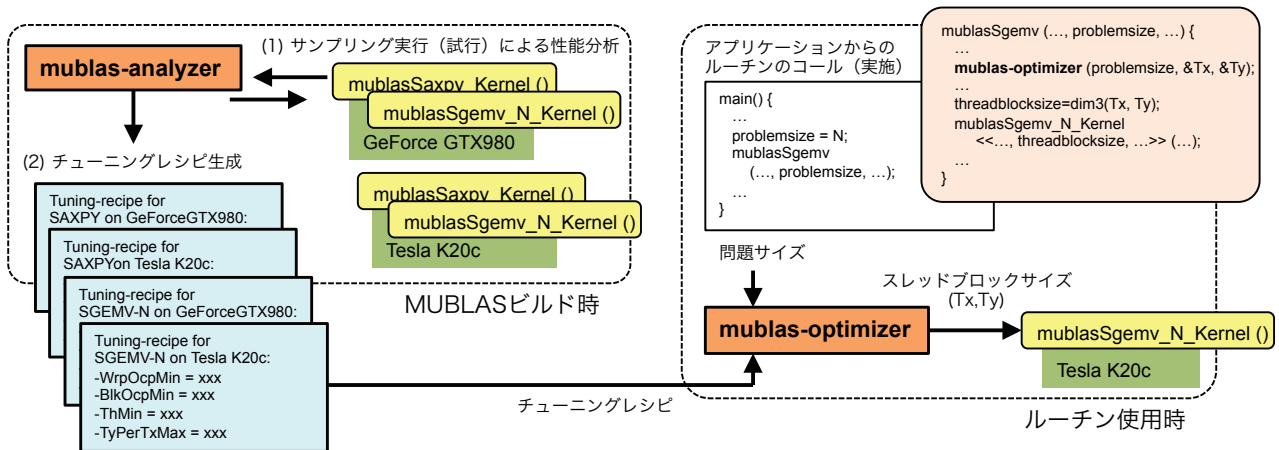 (1) サンプリング実行（試行）による性能分析
mublas-analyzer
mublasSaxpy_Kernel ()
mublasSgemv_N_Kernel ()
GeForce GTX980
(2) チューニングレシピ生成
mublasSaxpy_Kernel ()
mublasSgemv_N_Kernel ()
Tesla K20c
Tuning-recipe for
SAXPY on GeForceGTX980:
Tuning-recipe for
SAXPYon Tesla K20c:
Tuning-recipe for
SGEMV-N on GeForceGTX980:
Tuning-recipe for
SGEMV-N on Tesla K20c:
-WrpOcpMin = xxx
-BlkOcpMin = xxx
-ThMin = xxx
-TyPerTxMax = xxx
MUBLASビルド時
チューニングレシピ
アプリケーションからの
ルーチンのコール（実施）
main() {
…
problemsize = N;
mublasSgemv
(…, problemsize, …);
…
}
mublasSgemv (…, problemsize, …) {
…
mublas-optimizer (problemsize, &Tx, &Ty);
…
threadblocksize=dim3(Tx, Ty);
mublasSgemv_N_Kernel
<<…, threadblocksize, …>> (…);
…
}
問題サイズ
mublas-optimizer
スレッドブロックサイズ
(Tx,Ty)
mublasSgemv_N_Kernel ()
Tesla K20c
ルーチン使用時